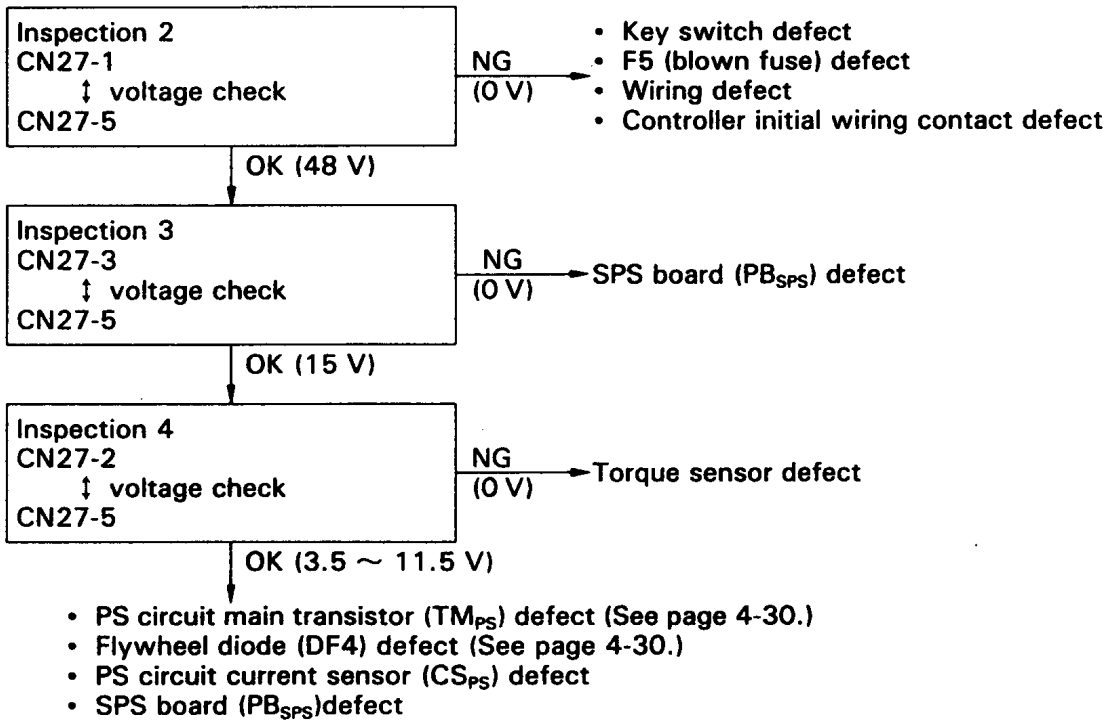 Inspection 2
CN27-1
↕ voltage check
CN27-5
NG
(0 V)
• Key switch defect
• F5 (blown fuse) defect
• Wiring defect
• Controller initial wiring contact defect
OK (48 V)
Inspection 3
CN27-3
↕ voltage check
CN27-5
NG
(0 V)
SPS board (PBSPS) defect
OK (15 V)
Inspection 4
CN27-2
↕ voltage check
CN27-5
NG
(0 V)
Torque sensor defect
OK (3.5 ~ 11.5 V)
• PS circuit main transistor (TMPS) defect (See page 4-30.)
• Flywheel diode (DF4) defect (See page 4-30.)
• PS circuit current sensor (CSPS) defect
• SPS board (PBSPS)defect